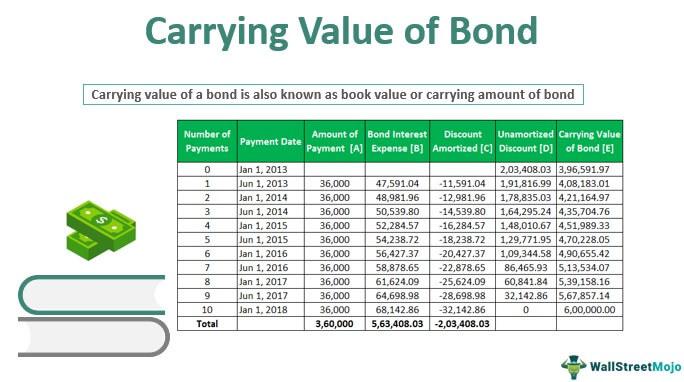 Carrying Value of Bond
Carrying value of a bond is also known as book value or carrying amount of bond
Number of Payments Payment Date Amount of Payment [A] Bond Interest Expense [B] Discount Amortized [C] Unamortized Discount [D] Carrying Value of Bond [E]
0 Jan 1, 2013 2,03,408.03 3,96,591.97
1 Jun 1, 2013 36,000 47,591.04 -11,591.04 1,91,816.99 4,08,183.01
2 Jan 1, 2014 36,000 48,981.96 -12,981.96 1,78,835.03 4,21,164.97
3 Jun 1, 2014 36,000 50,539.80 -14,539.80 1,64,295.24 4,35,704.76
4 Jun 1, 2015 36,000 52,284.57 -16,284.57 1,48,010.67 4,51,989.33
5 Jun 1, 2015 36,000 54,238.72 -18,238.72 1,29,771.95 4,70,228.05
6 Jun 1, 2016 36,000 56,427.37 -20,427.37 1,09,344.58 4,90,655.42
7 Jun 1, 2016 36,000 58,878.65 -22,878.65 86,465.93 5,13,534.07
8 Jul 1, 2017 36,000 61,624.09 -25,624.09 60,841.84 5,39,158.16
9 Jun 1, 2017 36,000 64,698.98 -28,698.98 32,142.86 5,67,857.14
10 Jan 1, 2018 36,000 68,142.86 -32,142.86 0 6,00,000.00
Total 3,60,000 5,63,408.03 -2,03,408.03
WallStreetMojo